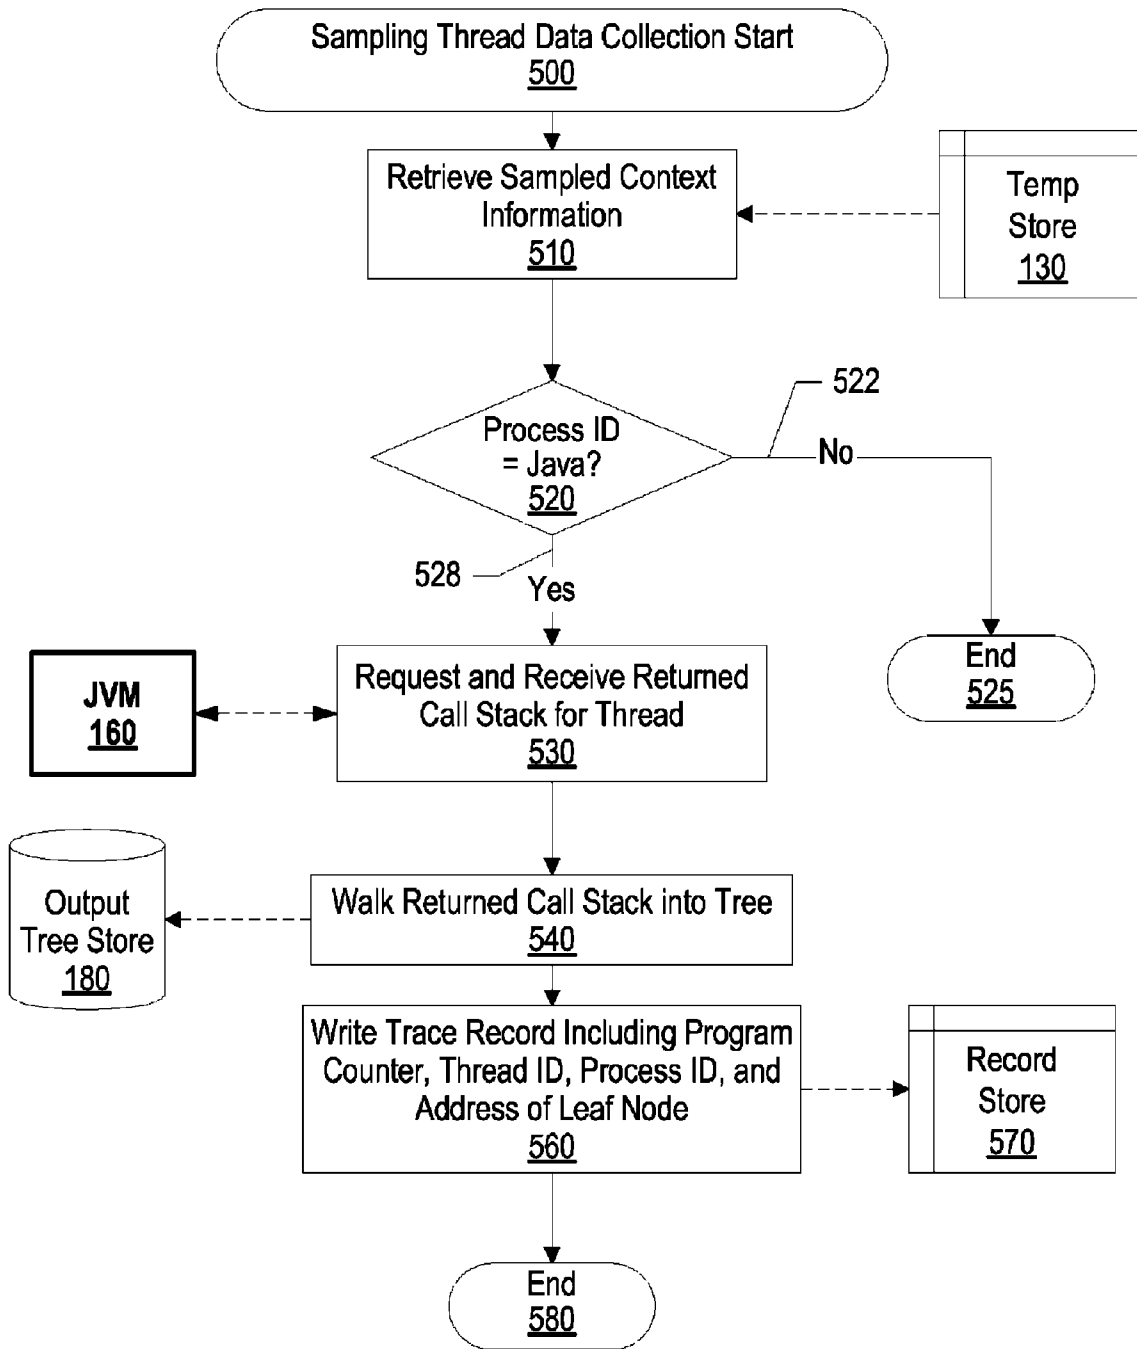 Sampling Thread Data Collection Start
500
Retrieve Sampled Context
Information
510
Temp
Store
130
522
Process ID
= Java?
520
No
528
Yes
End
525
JVM
160
Request and Receive Returned
Call Stack for Thread
530
Output
Tree Store
180
Walk Returned Call Stack into Tree
540
Write Trace Record Including Program
Counter, Thread ID, Process ID, and
Address of Leaf Node
560
Record
Store
570
End
580